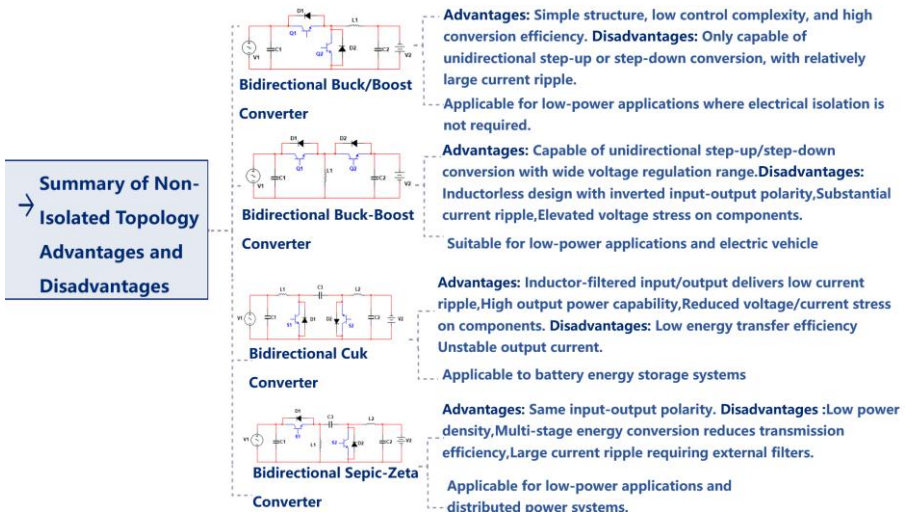 Summary of Non-
Isolated Topology
Advantages and
Disadvantages
D1
L1
Q1
V1
C1
Q2
D2
C2
V2
Bidirectional Buck/Boost
Converter
Advantages: Simple structure, low control complexity, and high
conversion efficiency. Disadvantages: Only capable of
unidirectional step-up or step-down conversion, with relatively
large current ripple.
Applicable for low-power applications where electrical isolation is
not required.
D1
D2
Q1
Q2
V1
C1
L1
C2
V2
Bidirectional Buck-Boost
Converter
Advantages: Capable of unidirectional step-up/step-down
conversion with wide voltage regulation range.Disadvantages:
Inductorless design with inverted input-output polarity,Substantial
current ripple,Elevated voltage stress on components.
Suitable for low-power applications and electric vehicle
L1
C3
L2
V1
C1
S1
D1
D2
S2
C2
V2
Bidirectional Cuk
Converter
Advantages: Inductor-filtered input/output delivers low current
ripple,High output power capability,Reduced voltage/current stress
on components. Disadvantages: Low energy transfer efficiency
Unstable output current.
Applicable to battery energy storage systems
D1
C3
L2
S1
V1
C1
L1
S2
D2
C2
V2
Bidirectional Sepic-Zeta
Converter
Advantages: Same input-output polarity. Disadvantages :Low power
density,Multi-stage energy conversion reduces transmission
efficiency,Large current ripple requiring external filters.
Applicable for low-power applications and
distributed power systems.